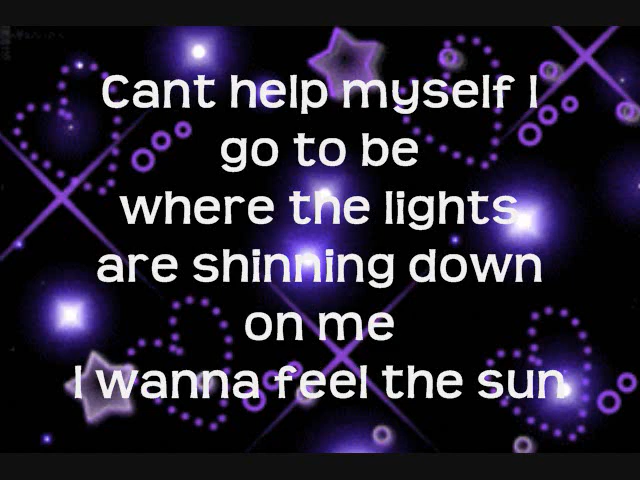 Cant help myself I
go to be
where the lights
are shinning down
on me
I wanna feel the sun